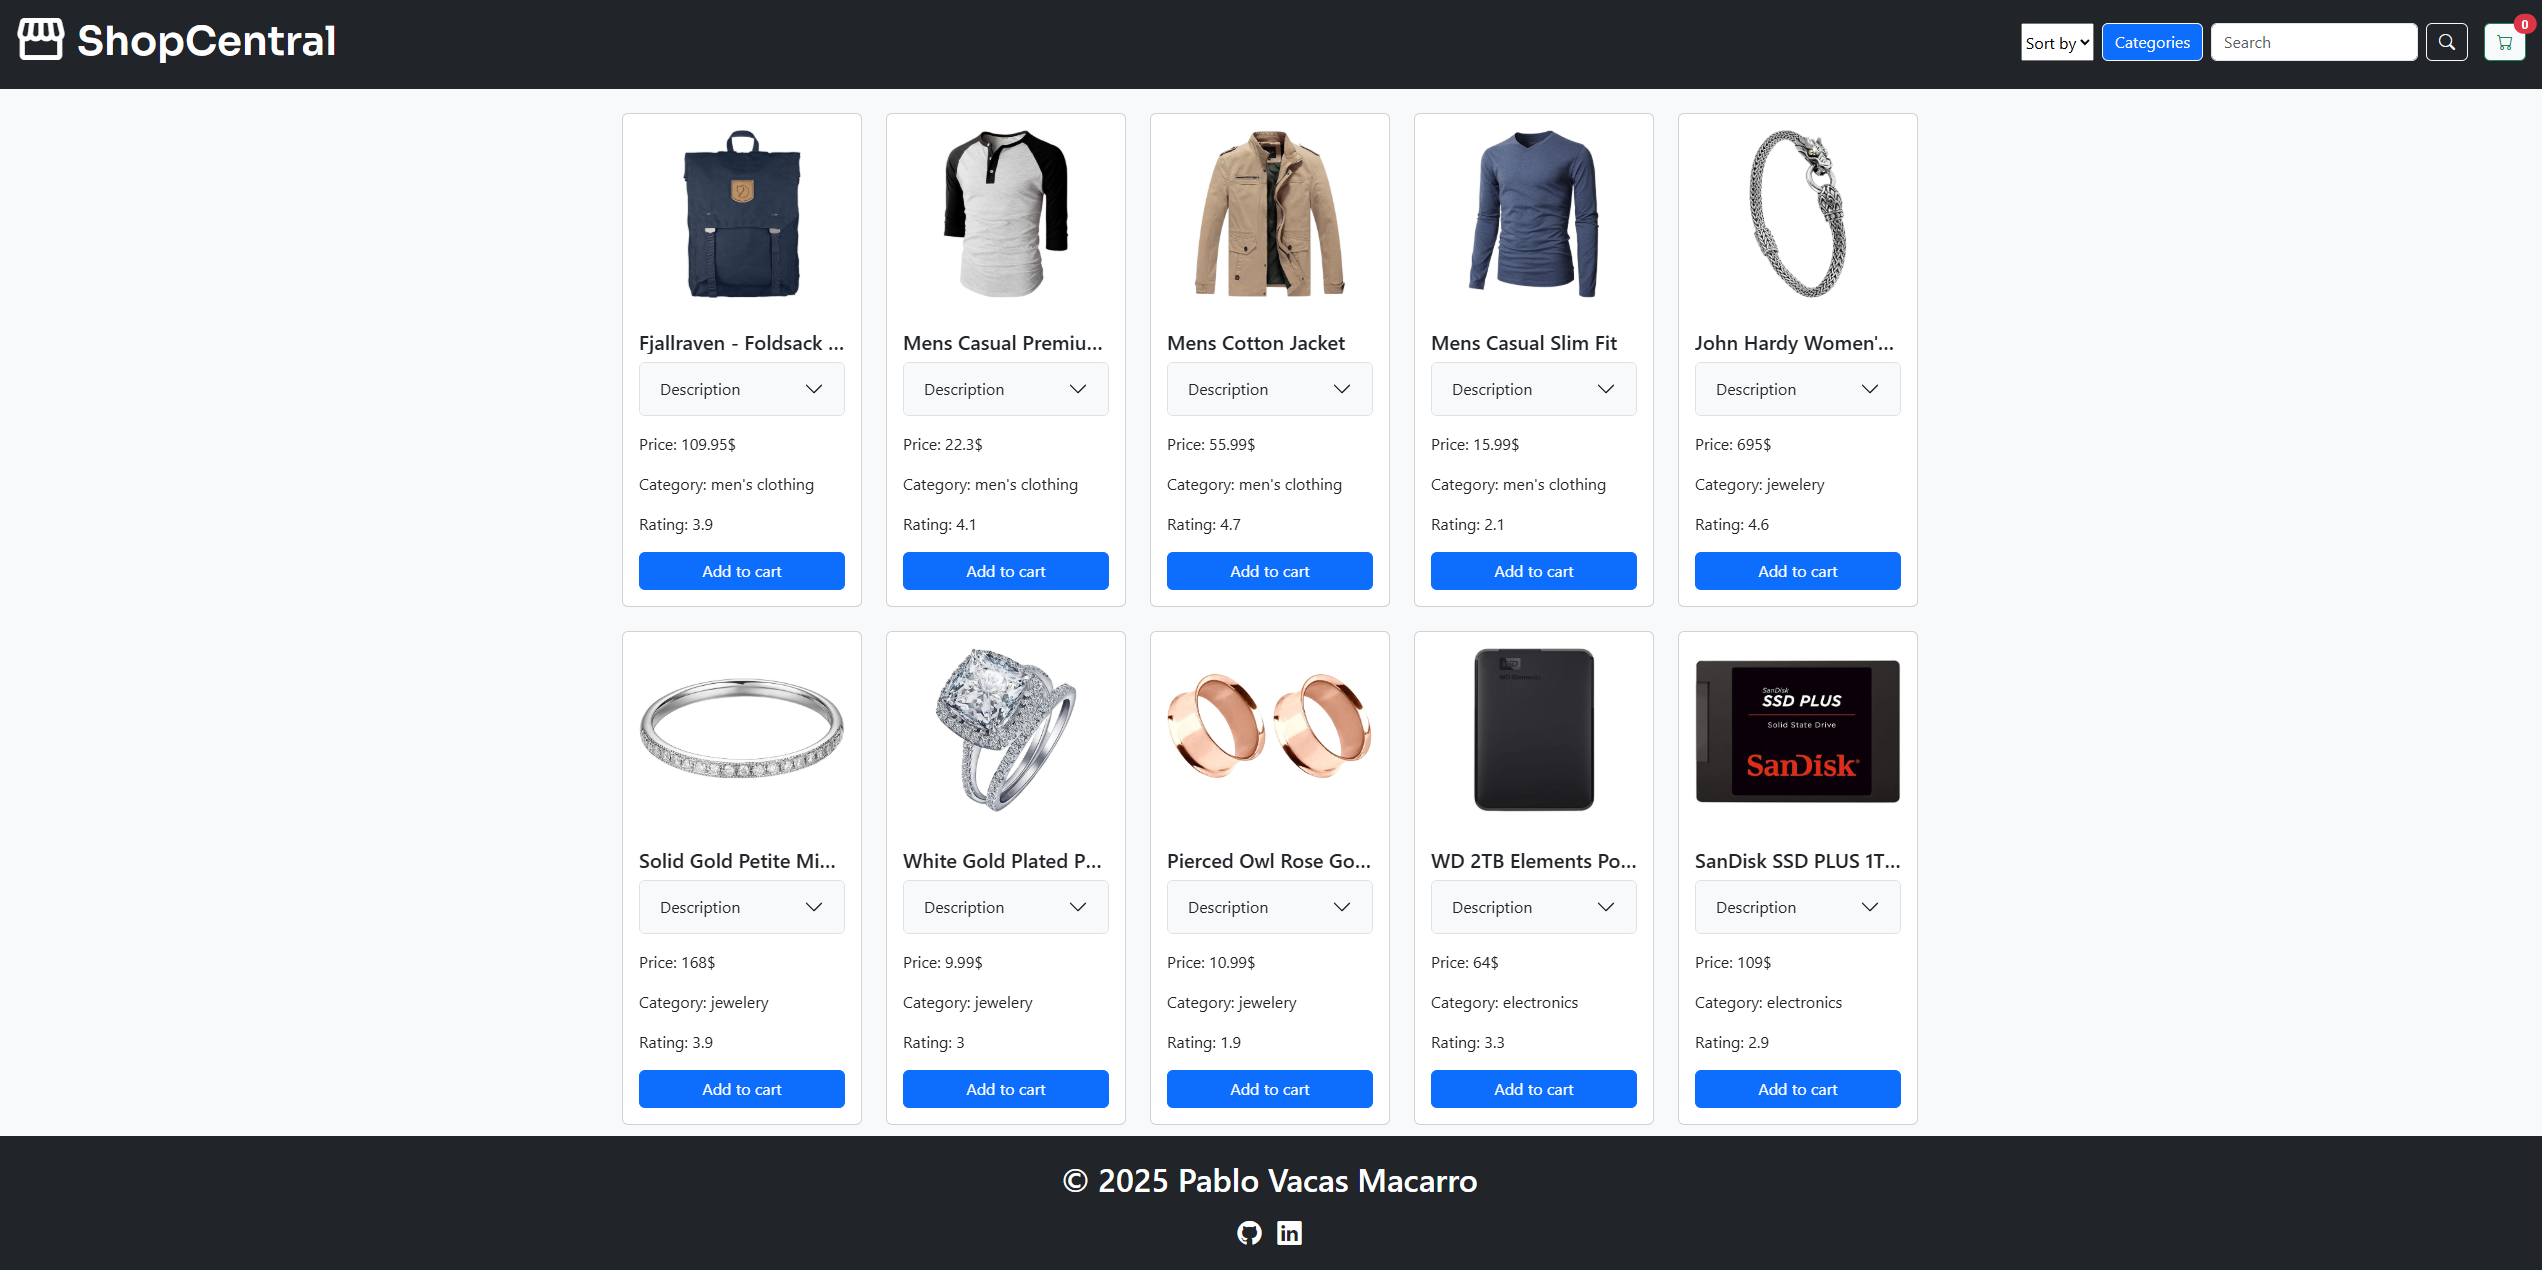 ShopCentral
Sort by
Categories
Search
0
Fjallraven - Foldsack ...
Description
Price: 109.95$
Category: men's clothing
Rating: 3.9
Add to cart
Mens Casual Premiu...
Description
Price: 22.3$
Category: men's clothing
Rating: 4.1
Add to cart
Mens Cotton Jacket
Description
Price: 55.99$
Category: men's clothing
Rating: 4.7
Add to cart
Mens Casual Slim Fit
Description
Price: 15.99$
Category: men's clothing
Rating: 2.1
Add to cart
John Hardy Women'...
Description
Price: 695$
Category: jewelery
Rating: 4.6
Add to cart
Solid Gold Petite Mi...
Description
Price: 168$
Category: jewelery
Rating: 3.9
Add to cart
White Gold Plated P...
Description
Price: 9.99$
Category: jewelery
Rating: 3
Add to cart
Pierced Owl Rose Go...
Description
Price: 10.99$
Category: jewelery
Rating: 1.9
Add to cart
WD
WD Elements
WD 2TB Elements Po...
Description
Price: 64$
Category: electronics
Rating: 3.3
Add to cart
SanDisk
SSD PLUS
Solid State Drive
SanDisk
SanDisk SSD PLUS 1T...
Description
Price: 109$
Category: electronics
Rating: 2.9
Add to cart
© 2025 Pablo Vacas Macarro
in